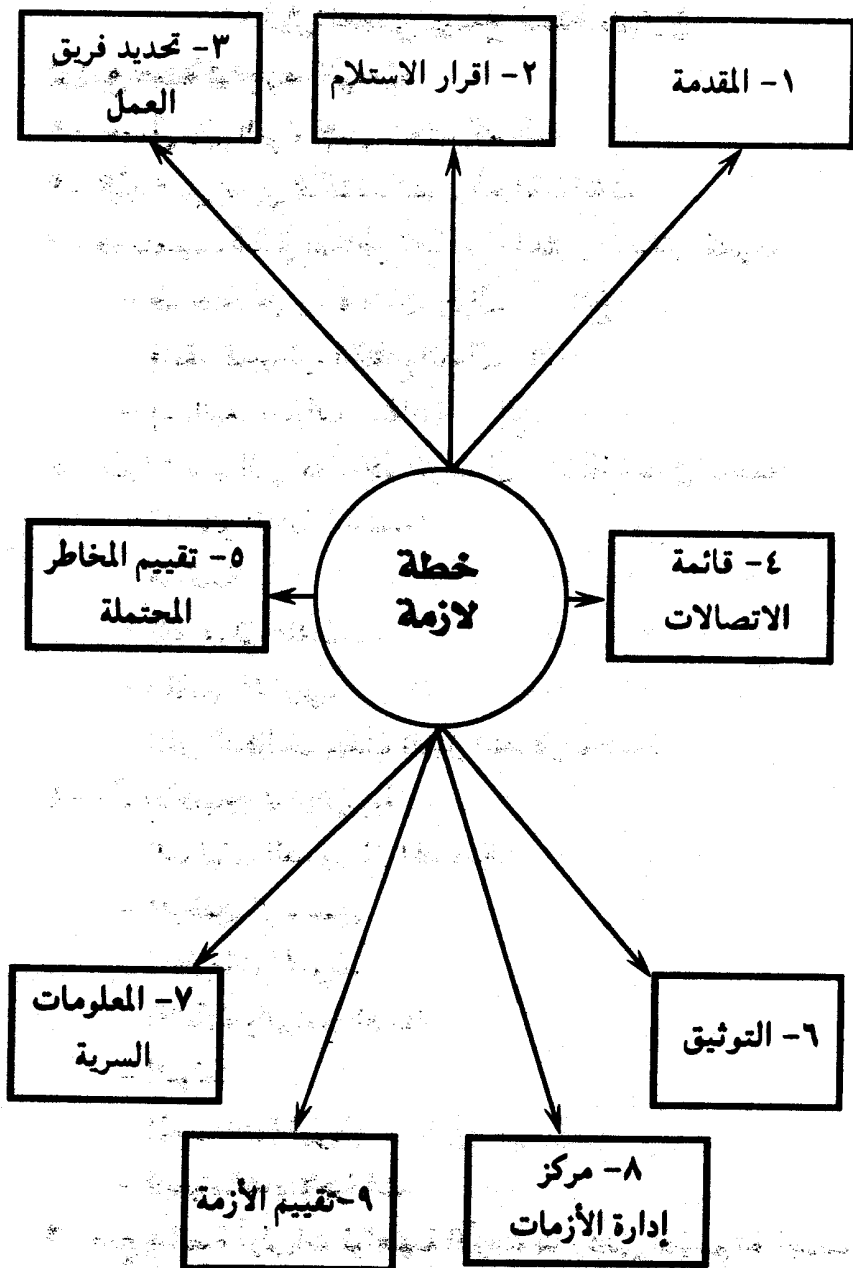 ١- المقدمة
٢- اقرار الاستلام
٣- تحديد فريق
العمل
خطة
لازمة
٤- قائمة
الاتصالات
٥- تقييم المخاطر
المحتملة
٦- التوثيق
٧- المعلومات
السرية
٨- مركز
إدارة الأزمات
٩- تقييم الأزمة